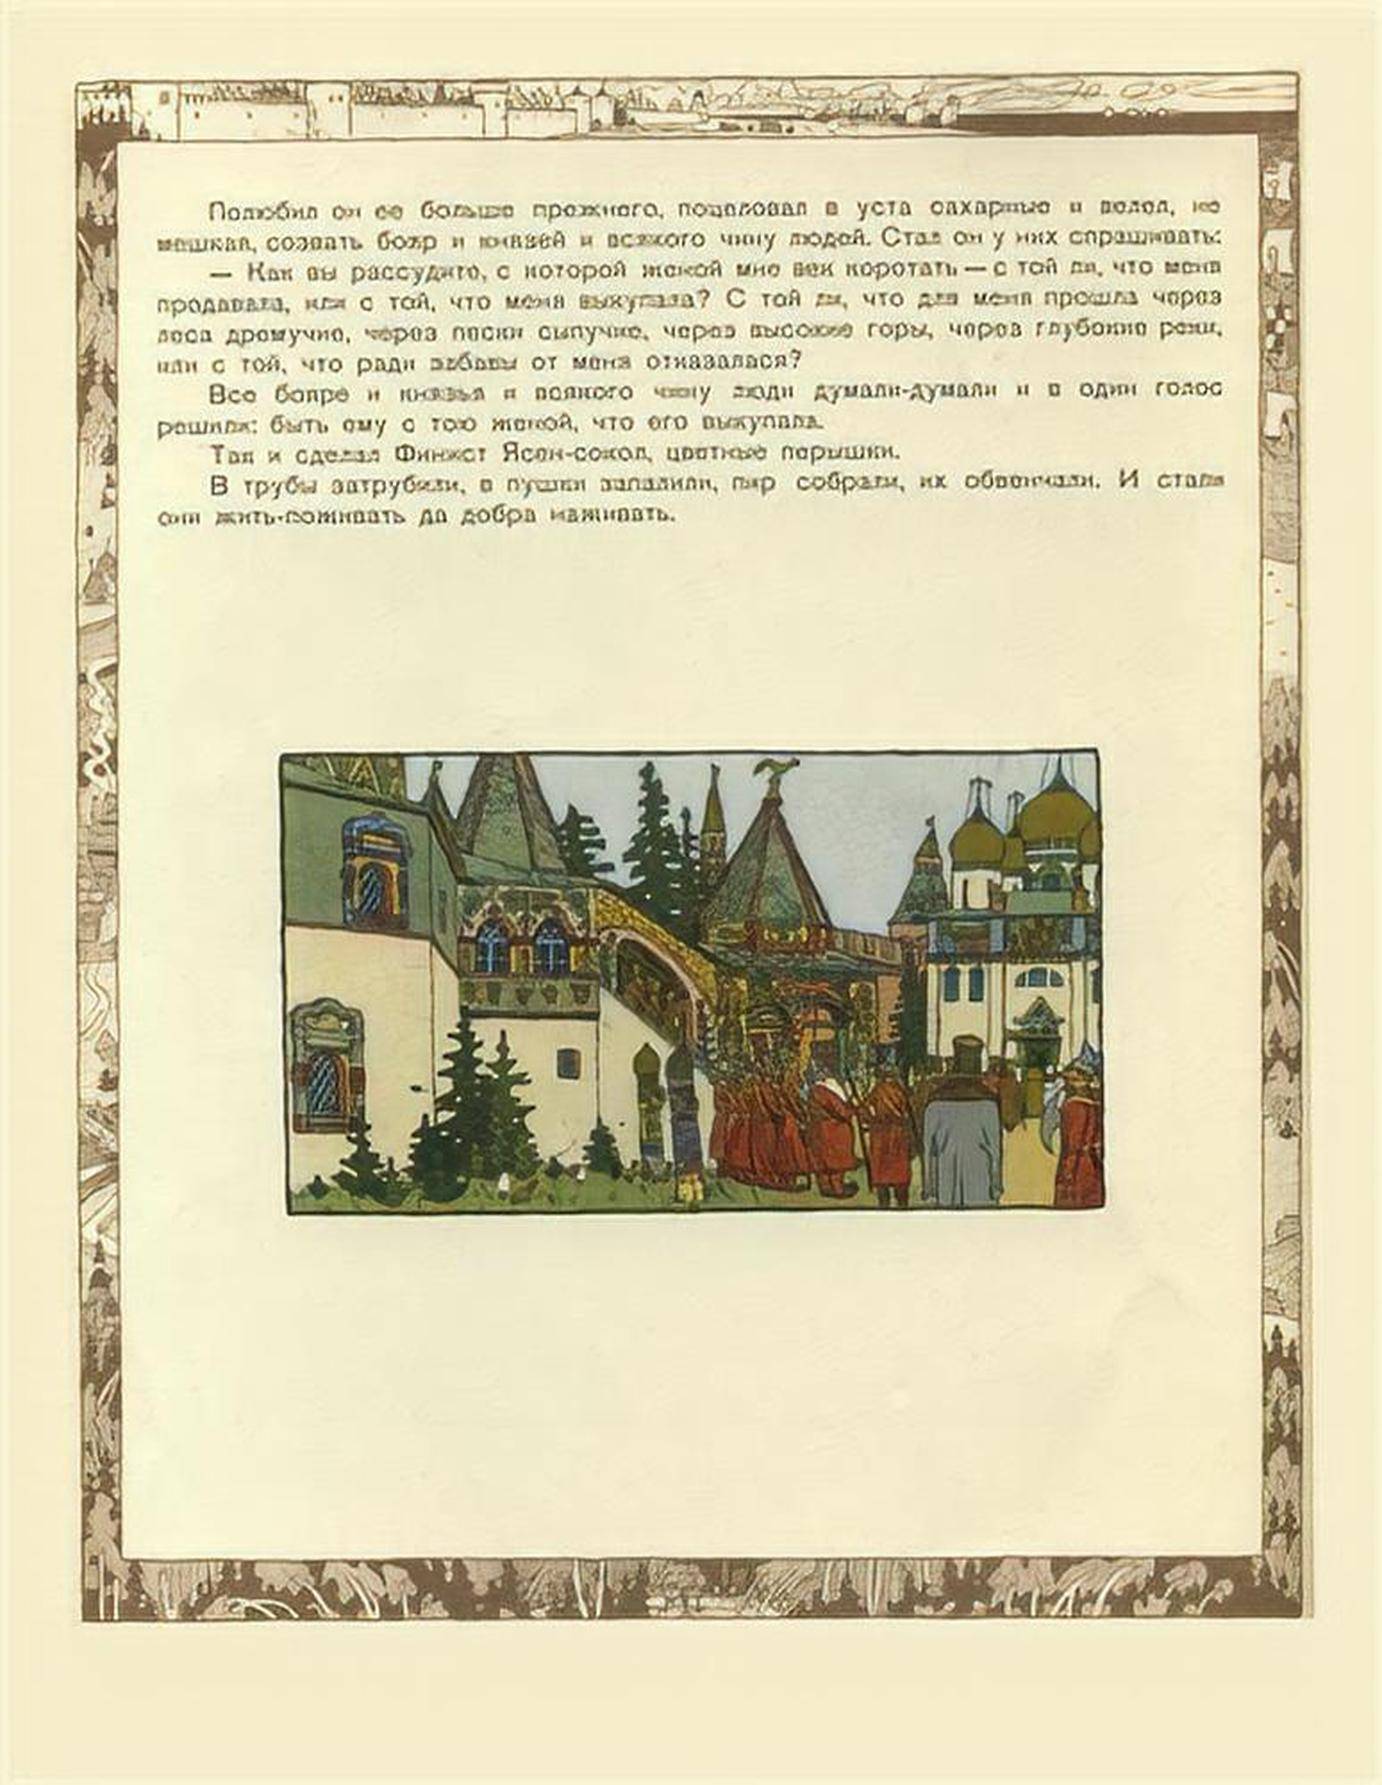 Полюбил он ее больше прежнего, поцеловал в уста сахарные и велел, не
мешкая, созвать бояр и князей и всякого чину людей. Стал он у них спрашивать:
— Как вы рассудите, с которой женой мне век коротать — с той ли, что меня
продавала, или с той, что меня выкупала? С той ли, что для меня прошла через
леса дремучие, через пески сыпучие, через высокие горы, через глубокие реки,
или с той, что ради забавы от меня отказалася?
Все бояре и князья и всякого чину люди думали-думали и в один голос
решили: быть ему с тою женой, что его выкупала.
Так и сделал Финист Ясен-сокол, цветные перышки.
В трубы затрубили, в пушки запалили, пир собрали, их обвенчали. И стали
они жить-поживать да добра наживать.